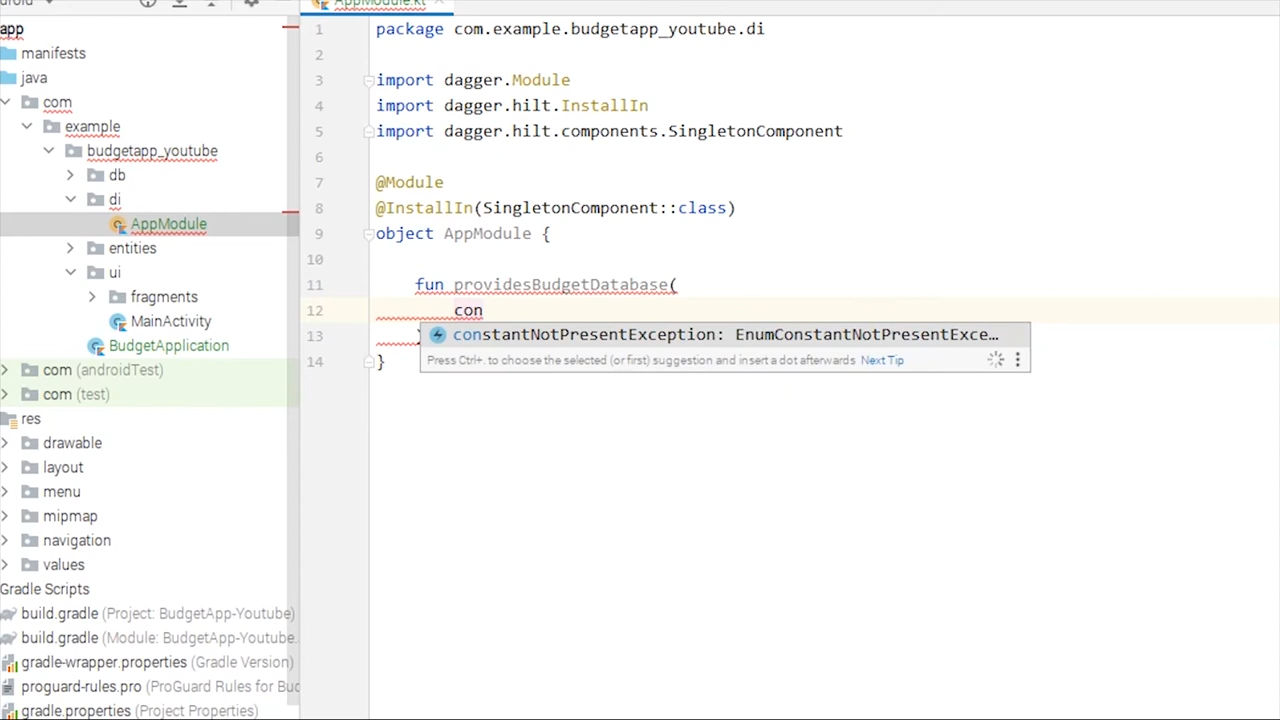 AppModule.kt
app
manifests
java
com
example
budgetapp_youtube
db
di
AppModule
entities
ui
fragments
MainActivity
BudgetApplication
com (androidTest)
com (test)
res
drawable
layout
menu
mipmap
navigation
values
Gradle Scripts
build.gradle (Project: BudgetApp-Youtube)
build.gradle (Module: BudgetApp-Youtube.
gradle-wrapper.properties (Gradle Version)
proguard-rules.pro (ProGuard Rules for Bud
gradle.properties (Project Properties)
1 package com.example.budgetapp_youtube.di
2
3 import dagger.Module
4 import dagger.hilt.InstallIn
5 import dagger.hilt.components.SingletonComponent
6
7 @Module
8 @InstallIn(SingletonComponent::class)
9 object AppModule {
10
11 fun providesBudgetDatabase(
12 con
13 )
14 }
constantNotPresentException: EnumConstantNotPresentExce…
Press Ctrl+. to choose the selected (or first) suggestion and insert a dot afterwards Next Tip